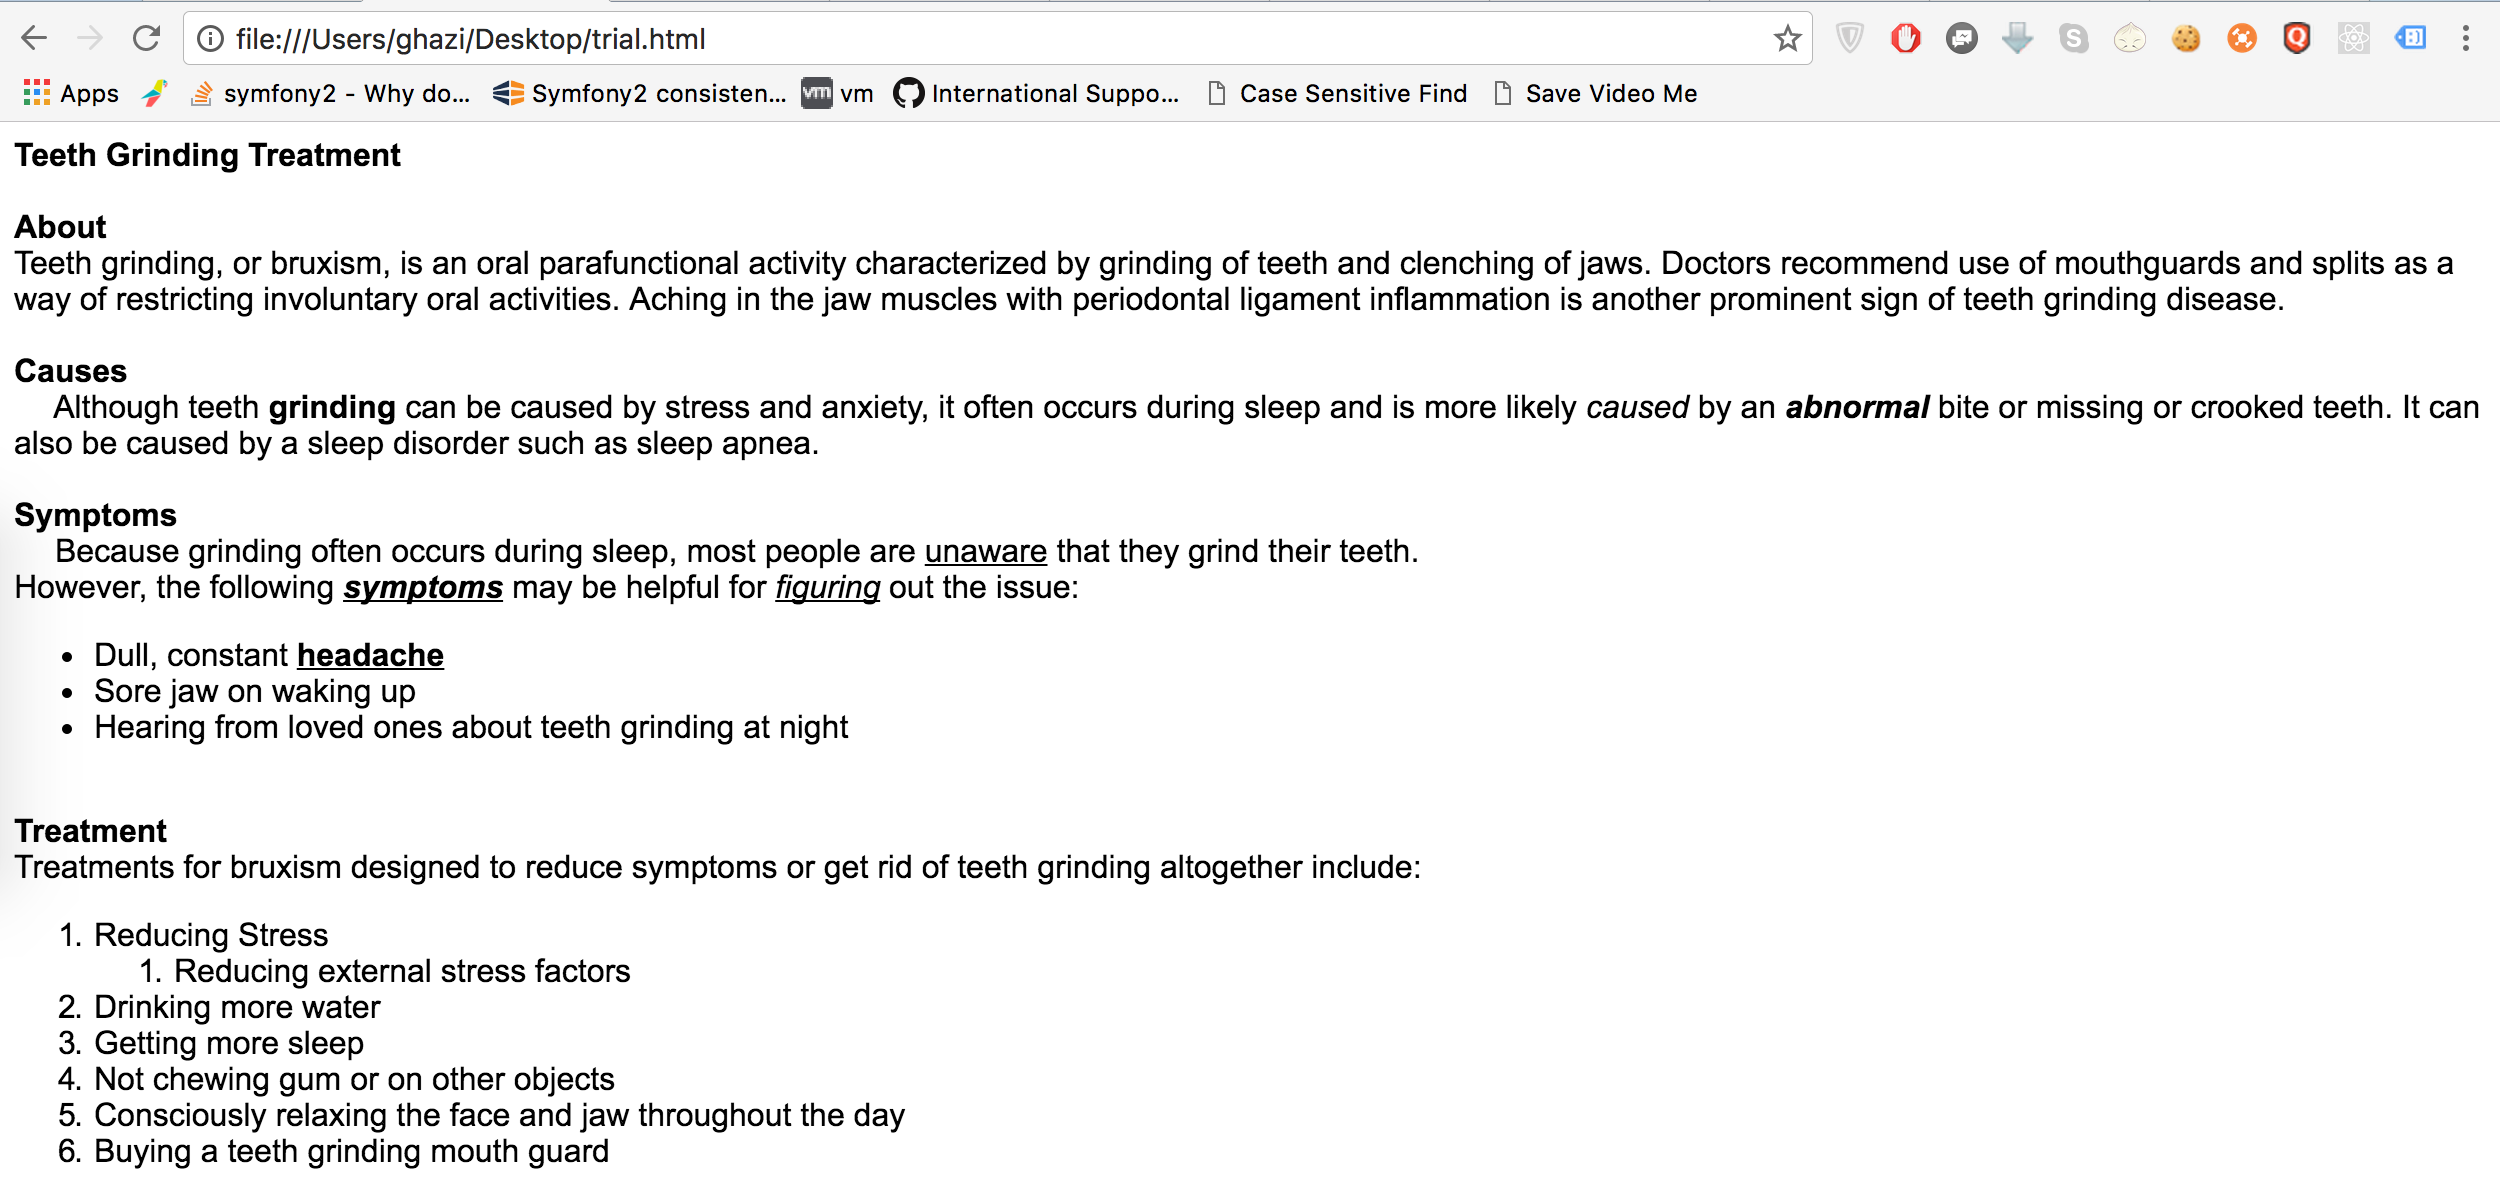 file:///Users/ghazi/Desktop/trial.html
Apps symfony2 - Why do... Symfony2 consisten... vm vm International Suppo... Case Sensitive Find Save Video Me
Teeth Grinding Treatment
About
Teeth grinding, or bruxism, is an oral parafunctional activity characterized by grinding of teeth and clenching of jaws. Doctors recommend use of mouthguards and splits as a
way of restricting involuntary oral activities. Aching in the jaw muscles with periodontal ligament inflammation is another prominent sign of teeth grinding disease.
Causes
Although teeth grinding can be caused by stress and anxiety, it often occurs during sleep and is more likely caused by an abnormal bite or missing or crooked teeth. It can
also be caused by a sleep disorder such as sleep apnea.
Symptoms
Because grinding often occurs during sleep, most people are unaware that they grind their teeth.
However, the following symptoms may be helpful for figuring out the issue:
• Dull, constant headache
• Sore jaw on waking up
• Hearing from loved ones about teeth grinding at night
Treatment
Treatments for bruxism designed to reduce symptoms or get rid of teeth grinding altogether include:
1. Reducing Stress
1. Reducing external stress factors
2. Drinking more water
3. Getting more sleep
4. Not chewing gum or on other objects
5. Consciously relaxing the face and jaw throughout the day
6. Buying a teeth grinding mouth guard